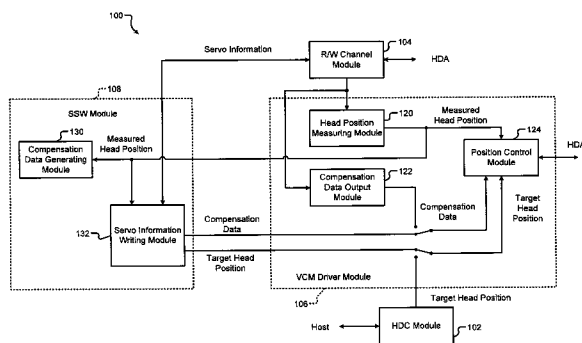 100
Servo Information
R/W Channel
Module
104
HDA
108
SSW Module
130
Compensation
Data Generating
Module
Measured
Head Position
Head Position
Measuring Module
120
Measured
Head Position
124
Position Control
Module
HDA
Compensation
Data Output
Module
122
Compensation
Data
Target
Head
Position
132
Servo Information
Writing Module
Compensation
Data
Target Head
Position
VCM Driver Module
106
Target Head Position
Host
HDC Module
102